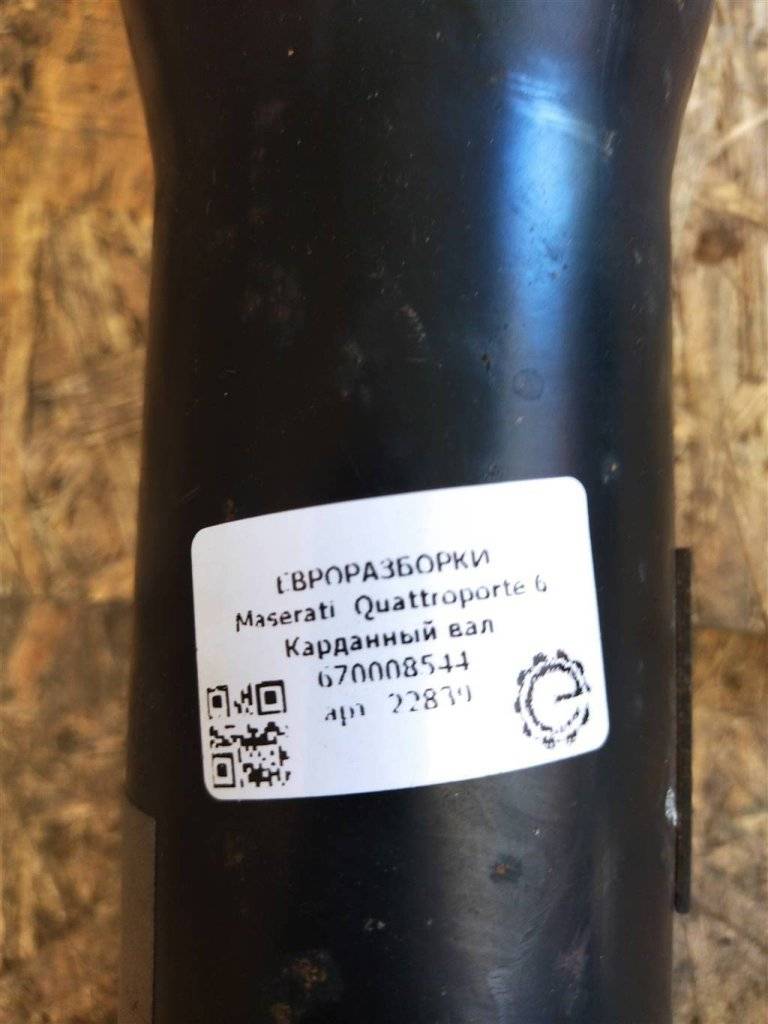 ЕВРОРАЗБОРКИ
Maserati Quattroporte 6
Карданный вал
670008544
арт 22839